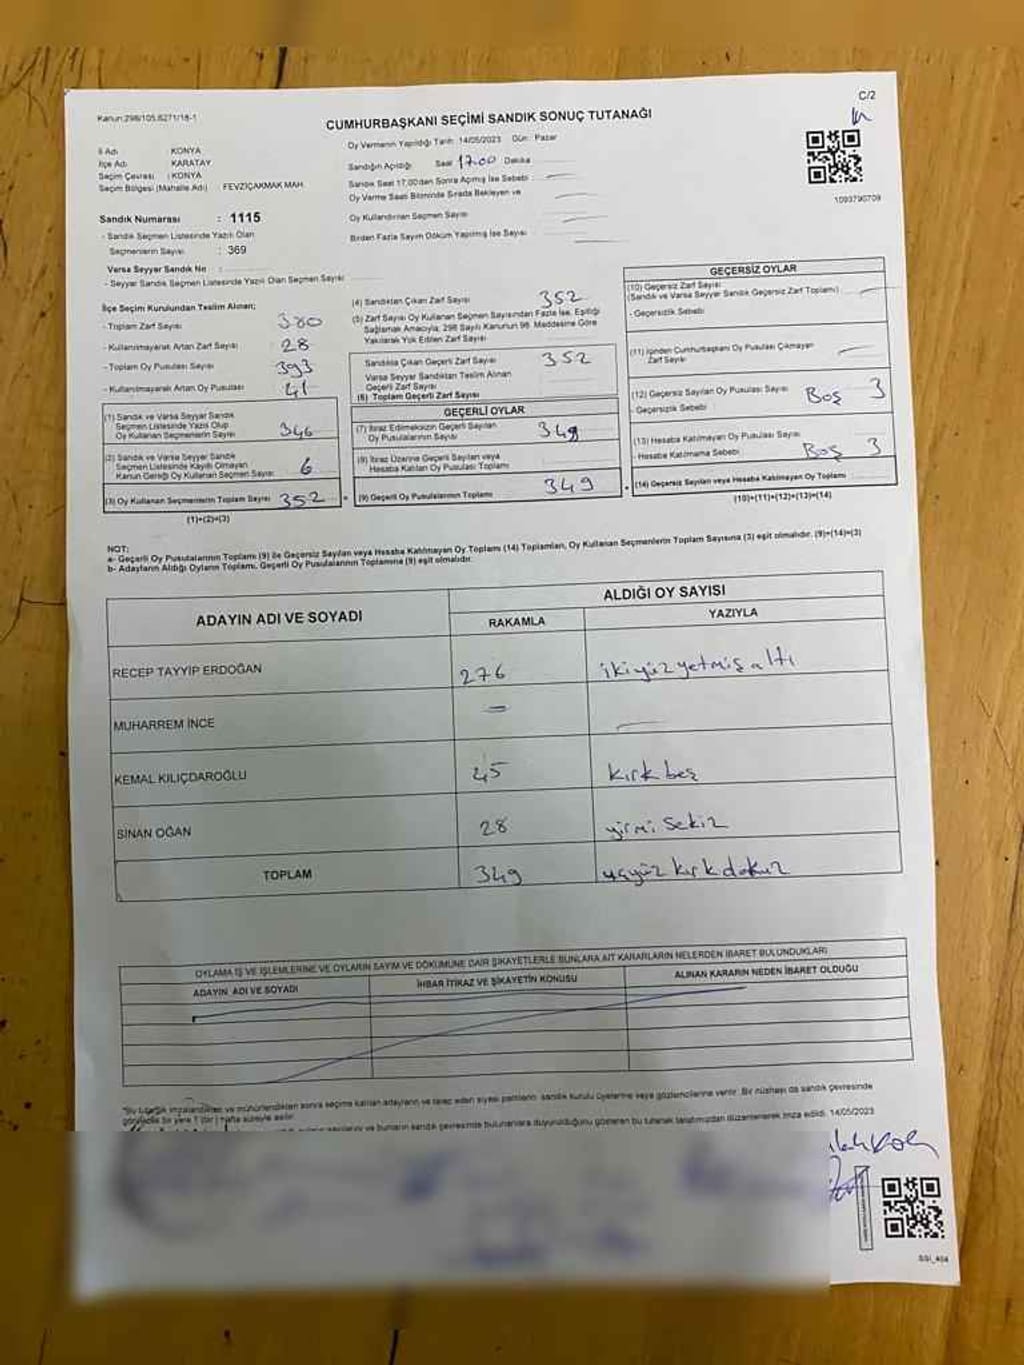 Kanun:298/105,6271/18-1
CUMHURBAŞKANI SEÇİMİ SANDIK SONUÇ TUTANAĞI
C/2
İl Adı : KONYA
İlçe Adı : KARATAY
Seçim Çevresi : KONYA
Seçim Bölgesi (Mahalle Adı) : FEVZİÇAKMAK MAH.
Sandık Numarası : 1115
- Sandık Seçmen Listesinde Yazılı Olan
Seçmenlerin Sayısı : 369
Varsa Seyyar Sandık No :
- Seyyar Sandık Seçmen Listesinde Yazılı Olan Seçmen Sayısı:
Oy Vermenin Yapıldığı Tarih: 14/05/2023 Gün: Pazar
Sandığın Açıldığı Saat 17.00 Dakika
Sandık Saat 17.00'den Sonra Açılmış İse Sebebi :
Oy Verme Saati Bitiminde Sırada Bekleyen ve
Oy Kullandırılan Seçmen Sayısı
Birden Fazla Sayım Döküm Yapılmış İse Sayısı
1093790709
İlçe Seçim Kurulundan Teslim Alınan;
- Toplam Zarf Sayısı 380
- Kullanılmayarak Artan Zarf Sayısı 28
- Toplam Oy Pusulası Sayısı 393
- Kullanılmayarak Artan Oy Pusulası 41
(1) Sandık ve Varsa Seyyar Sandık
Seçmen Listesinde Yazılı Olup
Oy Kullanan Seçmenlerin Sayısı 346
(2) Sandık ve Varsa Seyyar Sandık
Seçmen Listesinde Kayıtlı Olmayan
Kanun Gereği Oy Kullanan Seçmen Sayısı 6
(3) Oy Kullanan Seçmenlerin Toplam Sayısı 352
(1)+(2)=(3)
(4) Sandıktan Çıkan Zarf Sayısı 352
(5) Zarf Sayısı Oy Kullanan Seçmen Sayısından Fazla İse, Eşitliği
Sağlamak Amacıyla, 298 Sayılı Kanunun 98. Maddesine Göre
Yakılarak Yok Edilen Zarf Sayısı
Sandıkta Çıkan Geçerli Zarf Sayısı 352
Varsa Seyyar Sandıktan Teslim Alınan
Geçerli Zarf Sayısı
(6) Toplam Geçerli Zarf Sayısı
GEÇERLİ OYLAR
(7) İtiraz Edilmeksizin Geçerli Sayılan
Oy Pusulalarının Sayısı 349
(8) İtiraz Üzerine Geçerli Sayılan veya
Hesaba Katılan Oy Pusulası Toplamı
(9) Geçerli Oy Pusulalarının Toplamı 349
GEÇERSİZ OYLAR
(10) Geçersiz Zarf Sayısı
(Sandık ve Varsa Seyyar Sandık Geçersiz Zarf Toplamı)
- Geçersizlik Sebebi
(11) İçinden Cumhurbaşkanı Oy Pusulası Çıkmayan
Zarf Sayısı
(12) Geçersiz Sayılan Oy Pusulası Sayısı Boş 3
- Geçersizlik Sebebi
(13) Hesaba Katılmayan Oy Pusulası Sayısı
- Hesaba Katılmama Sebebi Boş 3
(14) Geçersiz Sayılan veya Hesaba Katılmayan Oy Toplamı
(10)+(11)+(12)+(13)=(14)
NOT:
a- Geçerli Oy Pusulalarının Toplamı (9) ile Geçersiz Sayılan veya Hesaba Katılmayan Oy Toplamı (14) Toplamları, Oy Kullanan Seçmenlerin Toplam Sayısına (3) eşit olmalıdır. (9)+(14)=(3)
b- Adayların Aldığı Oyların Toplamı, Geçerli Oy Pusulalarının Toplamına (9) eşit olmalıdır.
ADAYIN ADI VE SOYADI
ALDIĞI OY SAYISI
RAKAMLA YAZIYLA
RECEP TAYYİP ERDOĞAN 276 ikiyüzyetmişaltı
MUHARREM İNCE –
KEMAL KILIÇDAROĞLU 45 kırkbeş
SİNAN OĞAN 28 yirmi sekiz
TOPLAM 349 üçyüz kırkdokuz
OYLAMA İŞ VE İŞLEMLERİNE VE OYLARIN SAYIM VE DÖKÜMÜNE DAİR ŞİKAYETLERLE BUNLARA AİT KARARLARIN NELERDEN İBARET BULUNDUKLARI
ADAYIN ADI VE SOYADI İHBAR İTİRAZ VE ŞİKAYETİN KONUSU ALINAN KARARIN NEDEN İBARET OLDUĞU
ve mühürlendikten sonra seçime katılan adayların ve talep eden siyasi partilerin sandık kurulu üyelerine veya gözlemcilerine verilir. Bir nüshası da sandık çevresinde
bir yere 1 (bir) hafta süreyle asılır.
ve bunların sandık çevresinde bulunanlara duyurulduğunu gösteren bu tutanak tarafımızdan düzenlenerek imza edildi. 14/05/2023
SSI_404